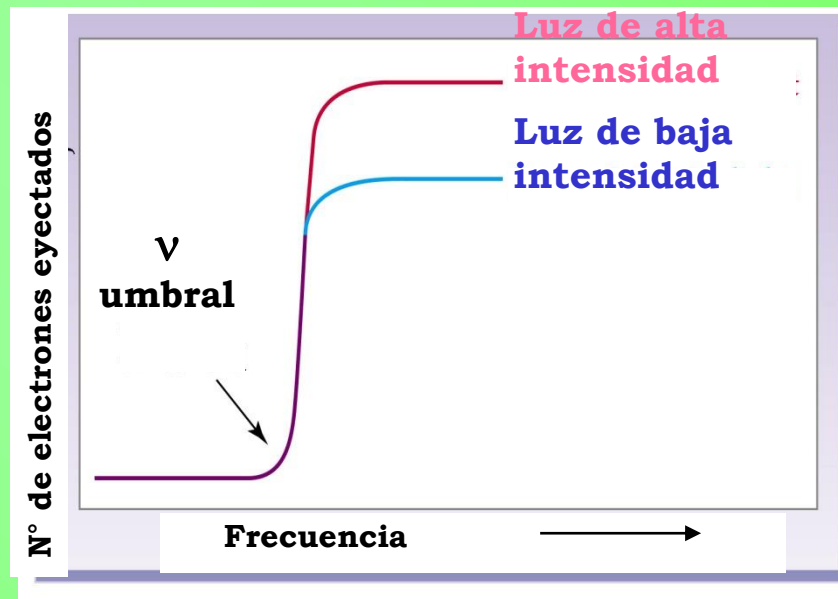 Luz de alta
intensidad
Luz de baja
intensidad
ν
umbral
N° de electrones eyectados
Frecuencia